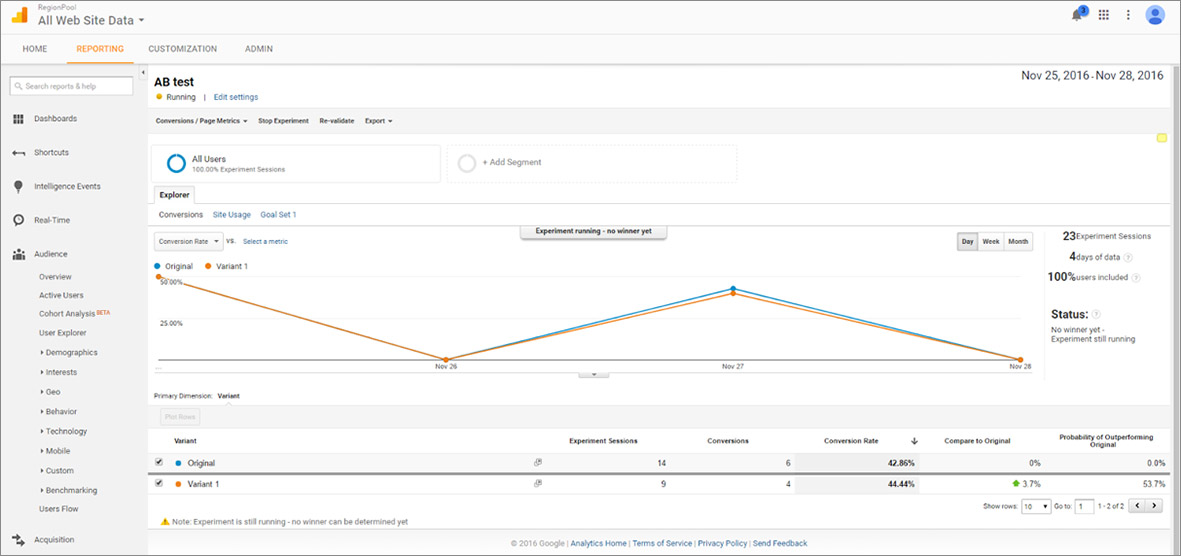 RegionPool
All Web Site Data
3
HOME REPORTING CUSTOMIZATION ADMIN
Search reports & help
Dashboards
Shortcuts
Intelligence Events
Real-Time
Audience
Overview
Active Users
Cohort Analysis BETA
User Explorer
Demographics
Interests
Geo
Behavior
Technology
Mobile
Custom
Benchmarking
Users Flow
Acquisition
AB test
Nov 25, 2016 - Nov 28, 2016
Running | Edit settings
Conversions / Page Metrics Stop Experiment Re-validate Export
All Users
100.00% Experiment Sessions
+ Add Segment
Explorer
Conversions Site Usage Goal Set 1
Experiment running - no winner yet
Conversion Rate VS. Select a metric
Day Week Month
Original Variant 1
50.00%
25.00%
... Nov 26 Nov 27 Nov 28
23 Experiment Sessions
4 days of data ?
100% users included ?
Status: ?
No winner yet -
Experiment still running
Primary Dimension: Variant
Plot Rows
Variant Experiment Sessions Conversions Conversion Rate Compare to Original Probability of Outperforming
Original
Original 14 6 42.86% 0% 0.0%
Variant 1 9 4 44.44% 3.7% 53.7%
Show rows: 10 Go to: 1 1 - 2 of 2
Note: Experiment is still running - no winner can be determined yet
© 2016 Google | Analytics Home | Terms of Service | Privacy Policy | Send Feedback